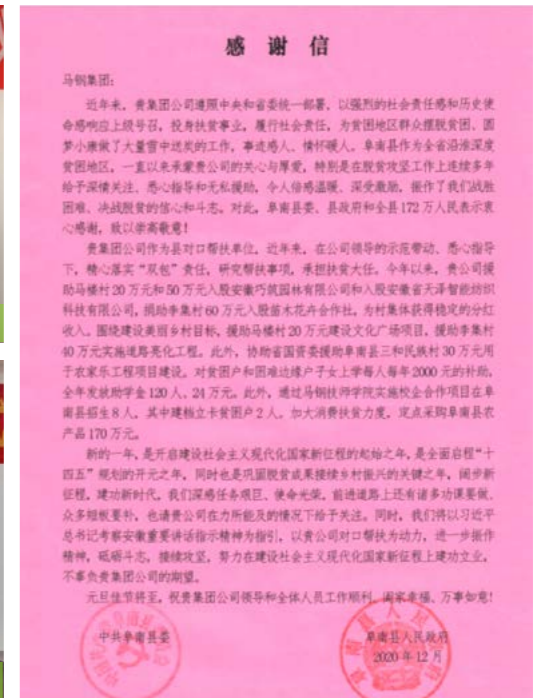 感谢信
马钢集团：
近年来，贵集团公司遵照中央和省委统一部署，以强烈的社会责任感和历史使
命感响应上级号召，投身扶贫事业，履行社会责任，为贫困地区群众摆脱贫困、圆
梦小康做了大量雪中送炭的工作，事迹感人、情怀暖人。阜南县作为全省沿淮深度
贫困地区，一直以来承蒙贵公司的关心与厚爱，特别是在脱贫攻坚工作上连续多年
给予深情关注、悉心指导和无私援助，令人倍感温暖、深受激励，振作了我们战胜
困难、决战脱贫的信心和斗志。对此，阜南县委、县政府和全县172万人民表示衷
心感谢，致以崇高敬意！
贵集团公司作为县对口帮扶单位，近年来，在公司领导的示范带动、悉心指导
下，精心落实“双包”责任，研究帮扶事项，承担扶贫大任。今年以来，贵公司援
助马楼村20万元和50万元入股安徽巧筑园林有限公司和入股安徽省天泽智能纺织
科技有限公司，捐助李集村60万元入股苗木花卉合作社，为村集体获得稳定的分红
收入。围绕建设美丽乡村目标，援助马楼村20万元建设文化广场项目，援助李集村
40万元实施道路亮化工程。此外，协助省国资委援助阜南县三和民族村30万元用
于农家乐工程项目建设。对贫困户和困难边缘户子女上学每人每年2000元的补助，
全年发放助学金120人、24万元。此外，通过马钢技师学院实施校企合作项目在阜
南县招生8人，其中建档立卡贫困户2人。加大消费扶贫力度，定点采购阜南县农
产品170万元。
新的一年，是开启建设社会主义现代化国家新征程的起始之年，是全面启程“十
四五”规划的开元之年，同时也是巩固脱贫成果接续乡村振兴的关键之年，阔步新
征程，建功新时代，我们深感任务艰巨、使命光荣，前进道路上还有诸多功课要做、
众多短板要补，也请贵公司在力所能及的情况下给予关注。同时，我们将以习近平
总书记考察安徽重要讲话指示精神为指引，以贵公司对口帮扶为动力，进一步振作
精神，砥砺斗志，接续攻坚，努力在建设社会主义现代化国家新征程上建功立业，
不辜负贵集团公司的期望。
元旦佳节将至，祝贵集团公司领导和全体人员工作顺利、阖家幸福、万事如意！
中共阜南县委
阜南县人民政府
2020年12月